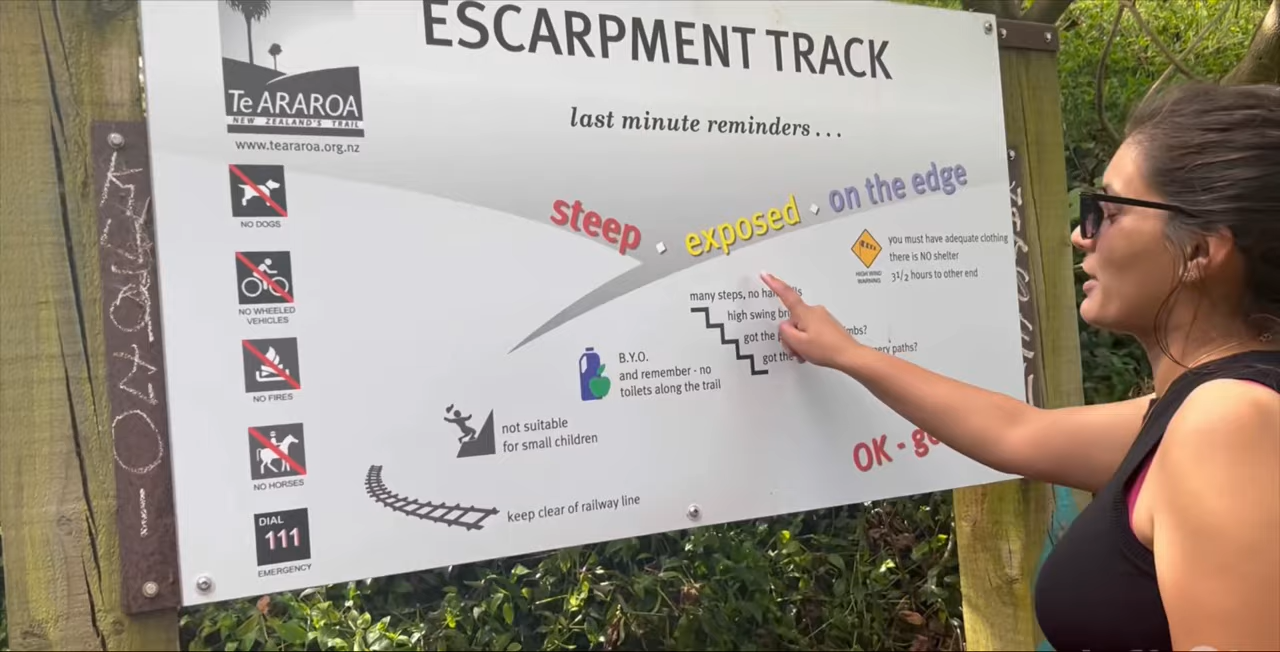 ESCARPMENT TRACK
Te ARAROA
NEW ZEALAND'S TRAIL
www.teararoa.org.nz
last minute reminders...
steep · exposed · on the edge
NO DOGS
NO WHEELED
VEHICLES
NO FIRES
NO HORSES
DIAL
111
EMERGENCY
HIGH WIND
WARNING
you must have adequate clothing
there is NO shelter
3 1/2 hours to other end
many steps, no
high swing
got the
got the
paths?
B.Y.O.
and remember - no
toilets along the trail
not suitable
for small children
keep clear of railway line
OK -